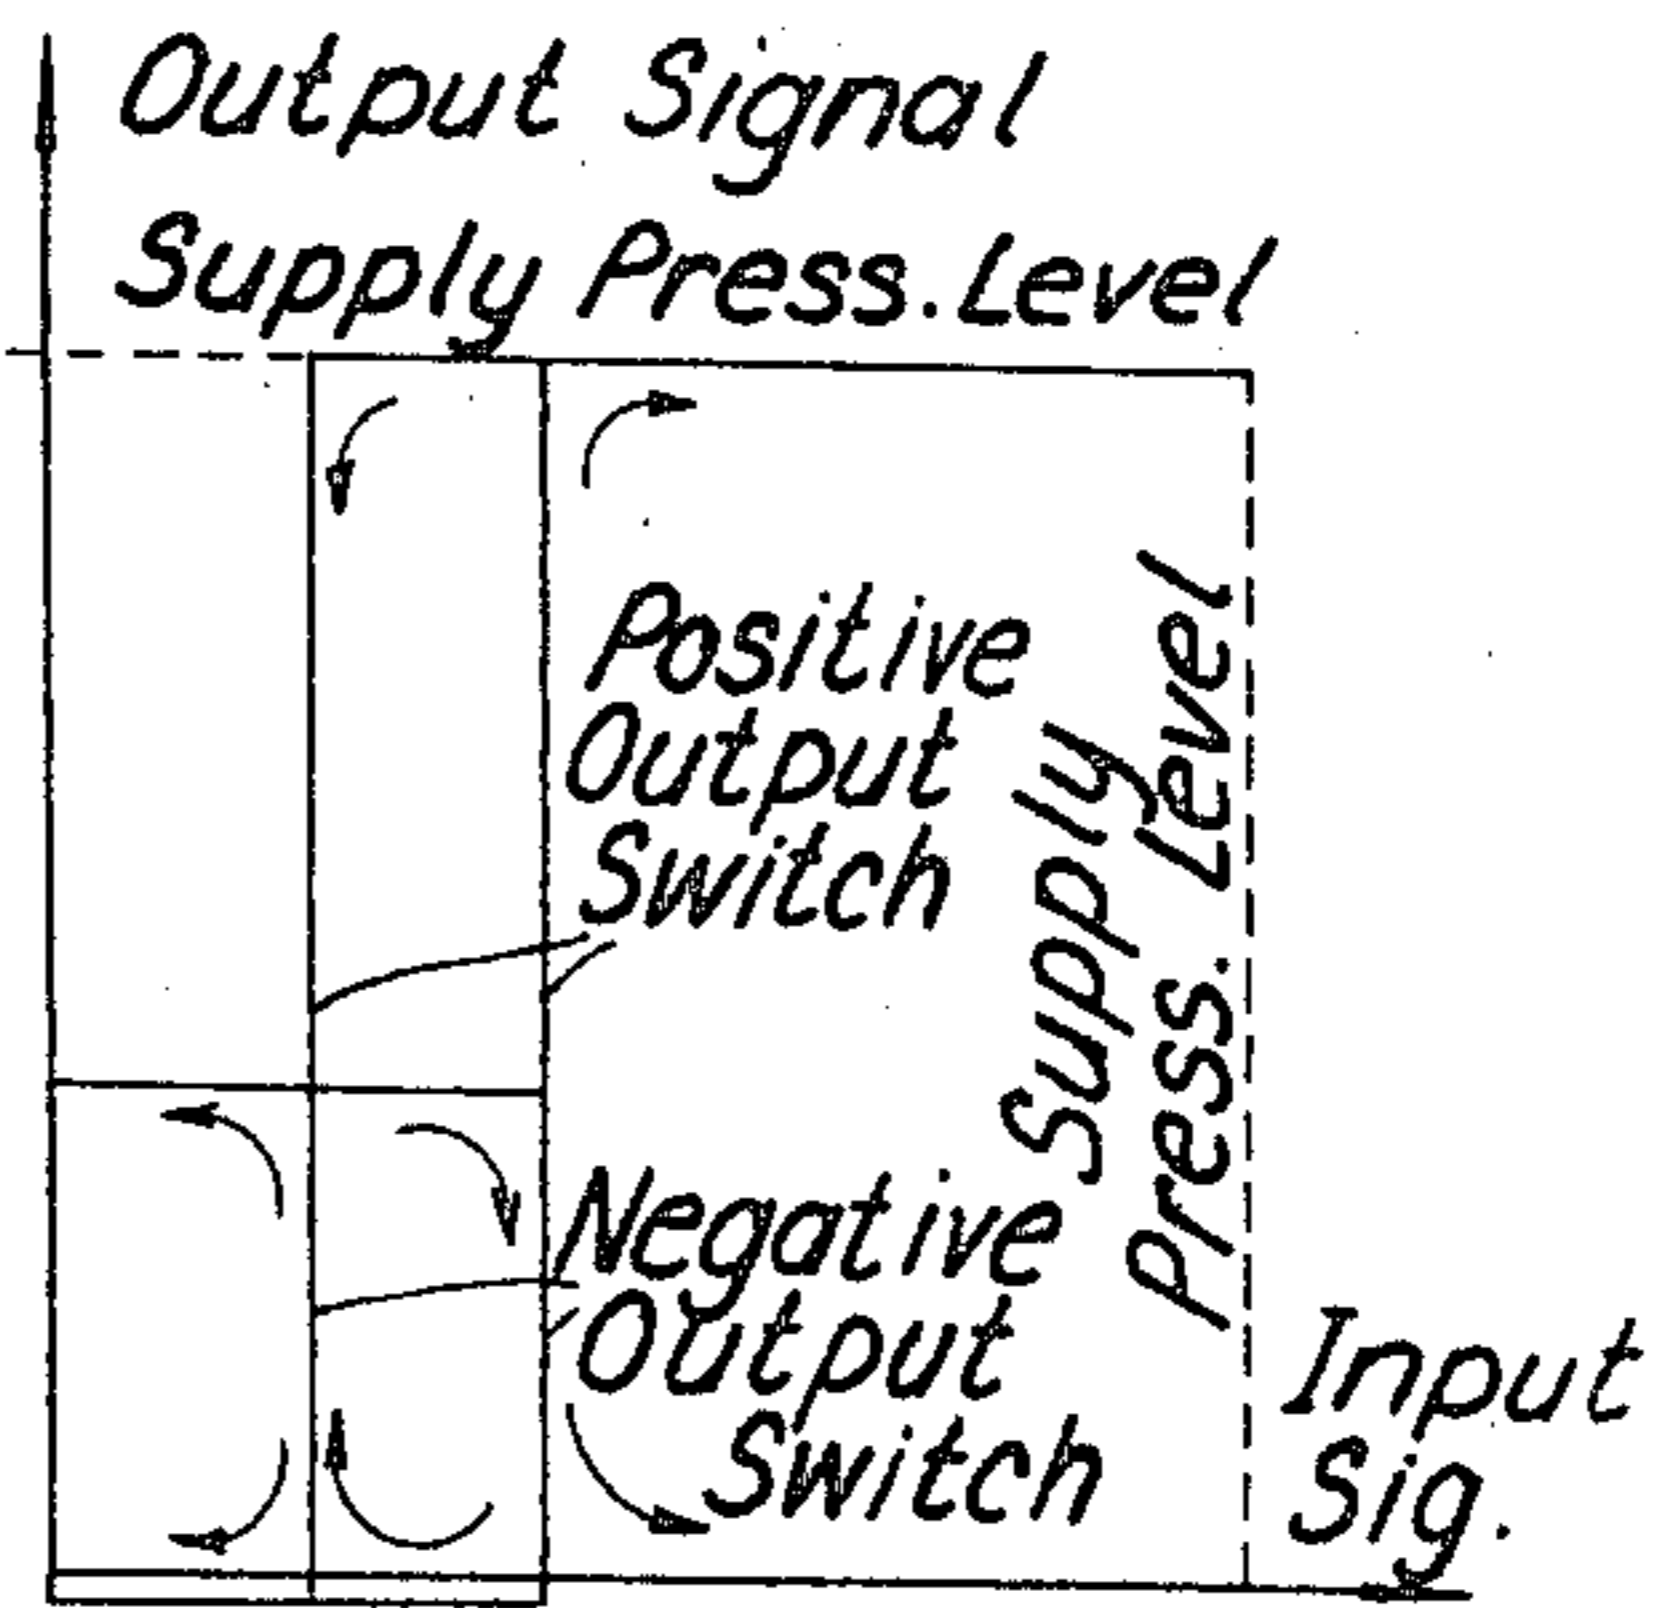 Output Signal
Supply Press. Level
Positive
Output
Switch
Supply
Press. Level
Negative
Output
Switch
Input
Sig.